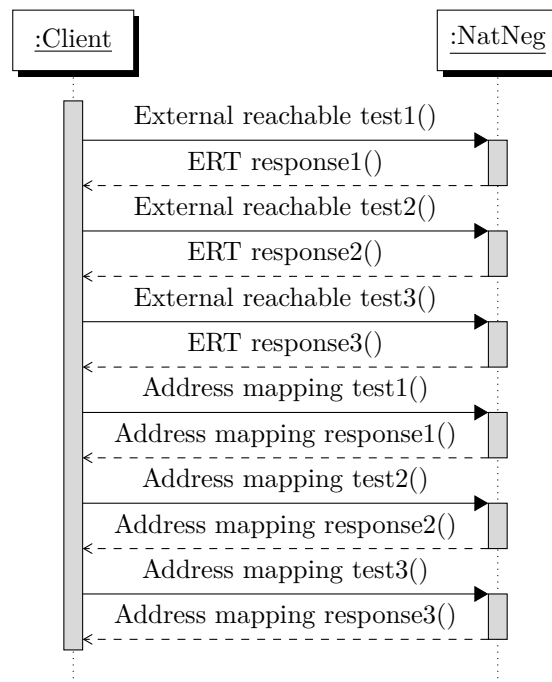 :Client
:NatNeg
External reachable test1()
ERT response1()
External reachable test2()
ERT response2()
External reachable test3()
ERT response3()
Address mapping test1()
Address mapping response1()
Address mapping test2()
Address mapping response2()
Address mapping test3()
Address mapping response3()